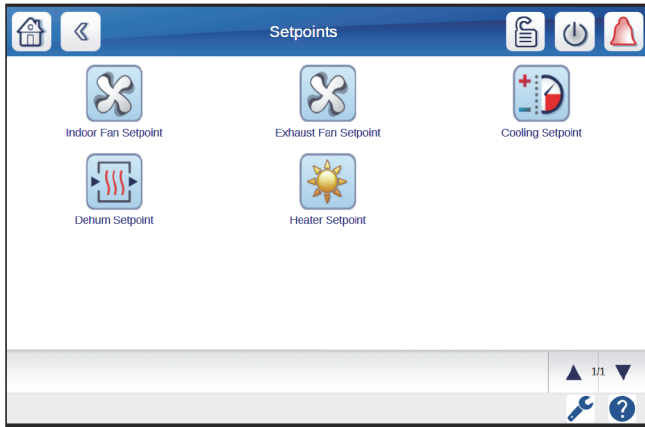 Setpoints
Indoor Fan Setpoint
Exhaust Fan Setpoint
Cooling Setpoint
Dehum Setpoint
Heater Setpoint
1/1
?